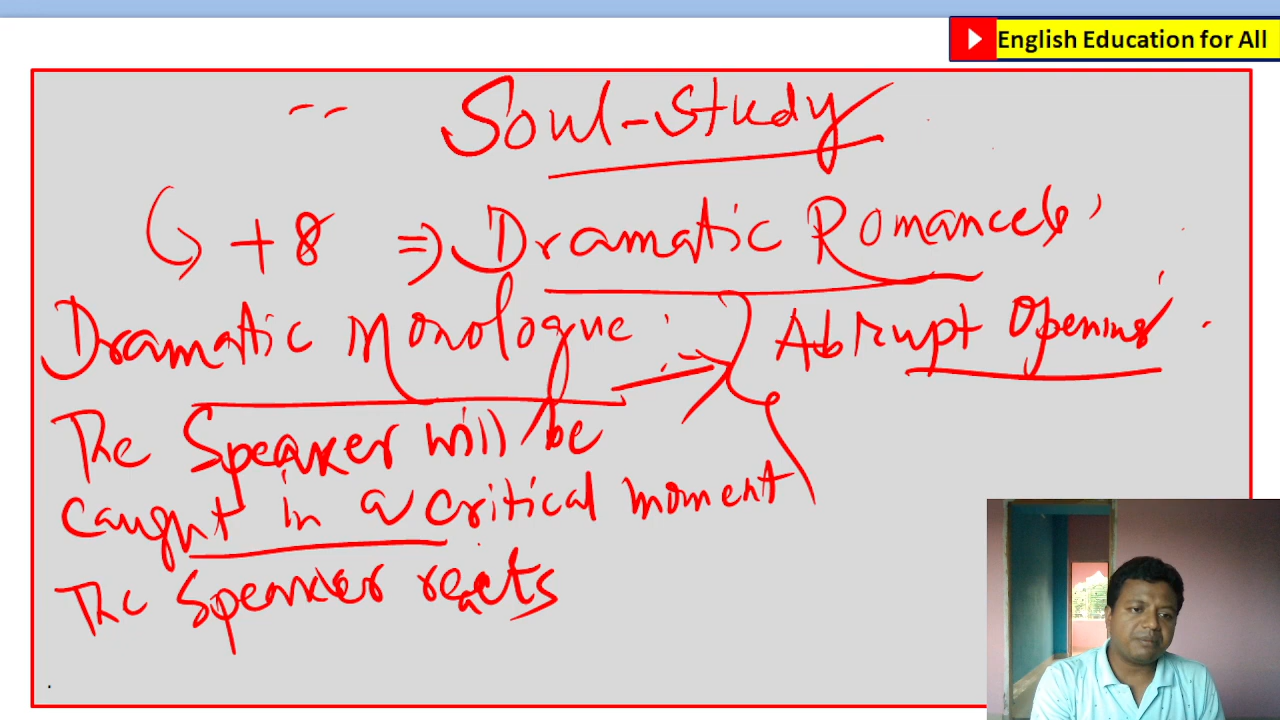 English Education for All
Soul-Study
+8 ⇒ Dramatic Romances,
Dramatic Monologue: → Abrupt Opening.
The Speaker will be
caught in a critical moment
The Speaker reacts